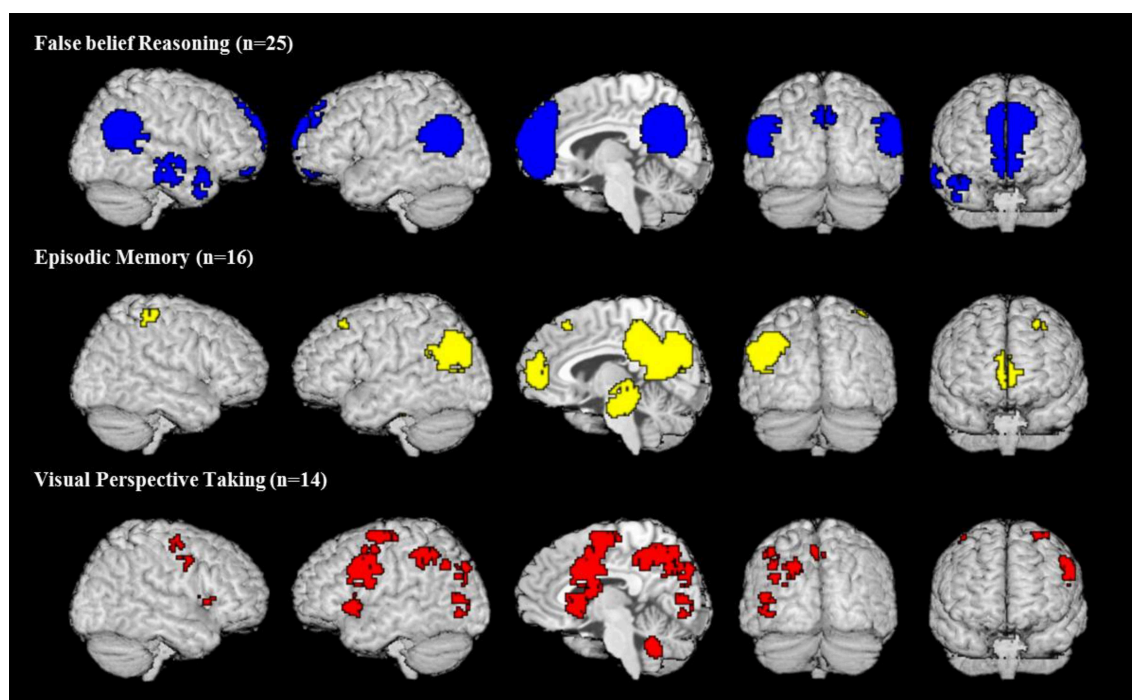 False belief Reasoning (n=25)
Episodic Memory (n=16)
Visual Perspective Taking (n=14)